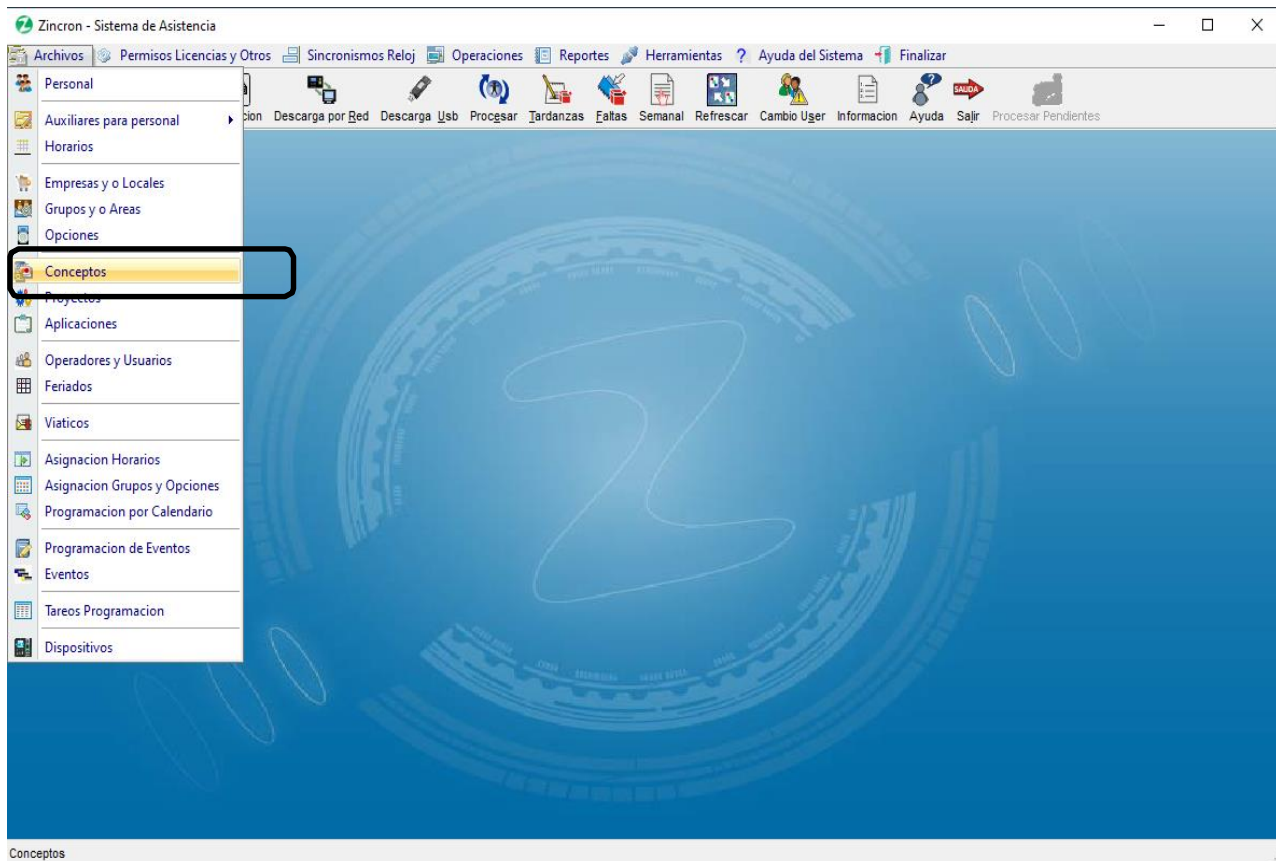 Zincron - Sistema de Asistencia
Archivos Permisos Licencias y Otros Sincronismos Reloj Operaciones Reportes Herramientas ? Ayuda del Sistema Finalizar
SALIDA
cion Descarga por Red Descarga Usb Procesar Tardanzas Faltas Semanal Refrescar Cambio User Informacion Ayuda Salir Procesar Pendientes
Personal
Auxiliares para personal
Horarios
Empresas y o Locales
Grupos y o Areas
Opciones
Conceptos
Proyectos
Aplicaciones
Operadores y Usuarios
Feriados
Viaticos
Asignacion Horarios
Asignacion Grupos y Opciones
Programacion por Calendario
Programacion de Eventos
Eventos
Tareos Programacion
Dispositivos
Conceptos